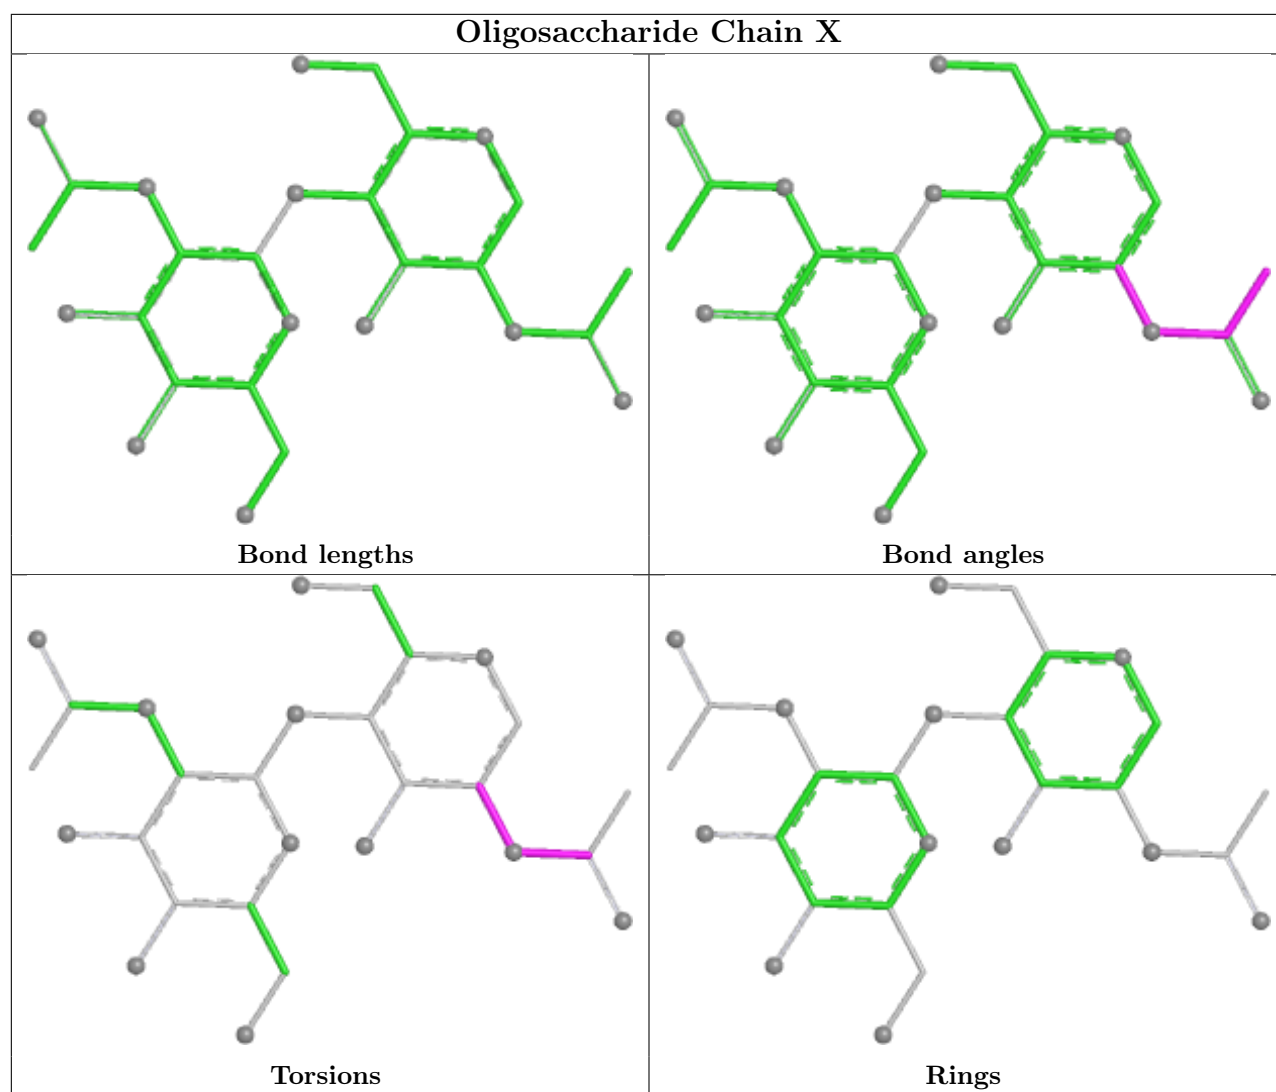 Oligosaccharide Chain X
Bond lengths
Bond angles
Torsions
Rings